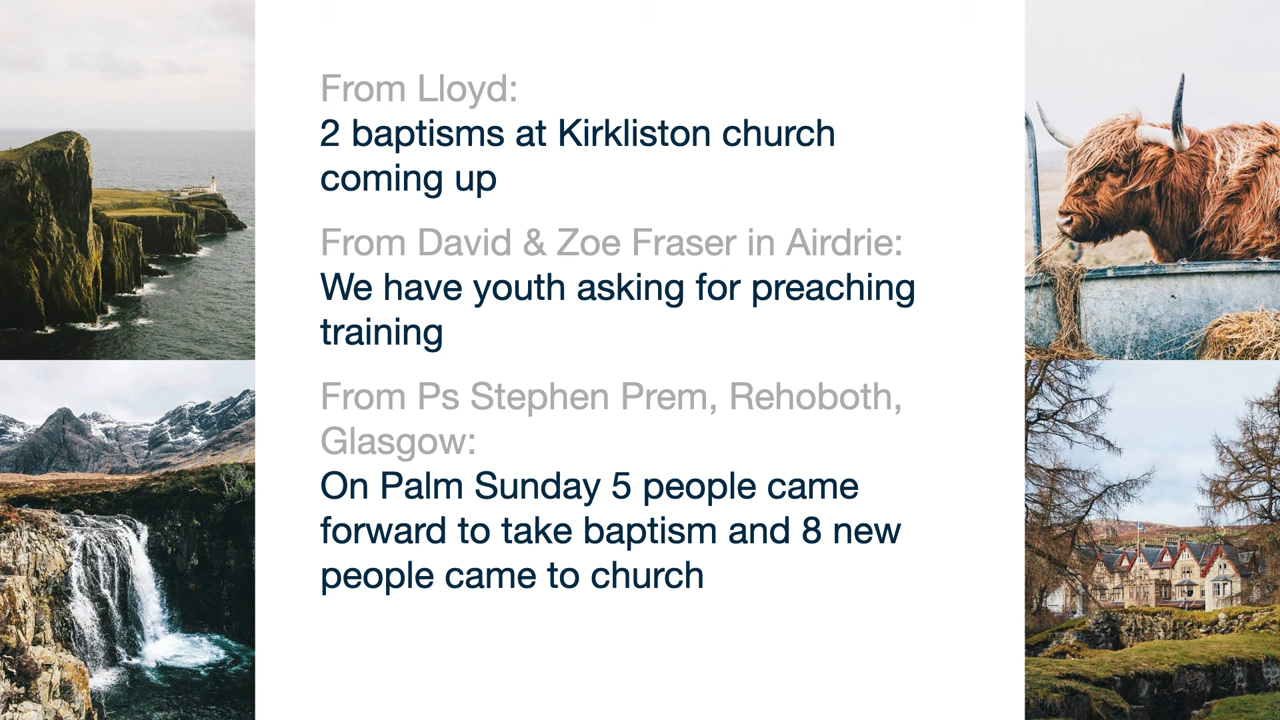 From Lloyd:
2 baptisms at Kirkliston church
coming up
From David & Zoe Fraser in Airdrie:
We have youth asking for preaching
training
From Ps Stephen Prem, Rehoboth,
Glasgow:
On Palm Sunday 5 people came
forward to take baptism and 8 new
people came to church